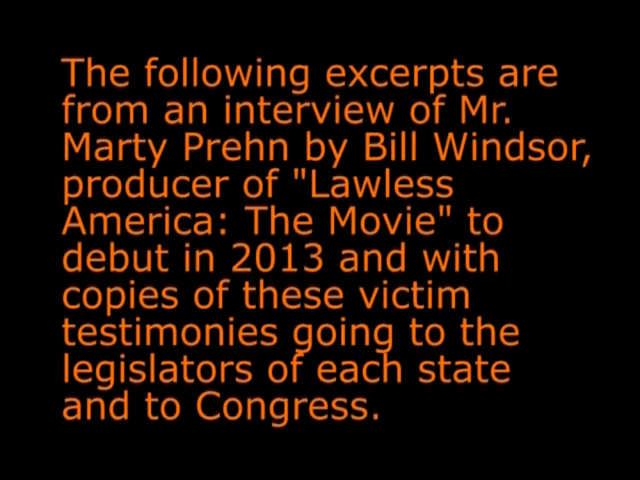 The following excerpts are
from an interview of Mr.
Marty Prehn by Bill Windsor,
producer of "Lawless
America: The Movie" to
debut in 2013 and with
copies of these victim
testimonies going to the
legislators of each state
and to Congress.